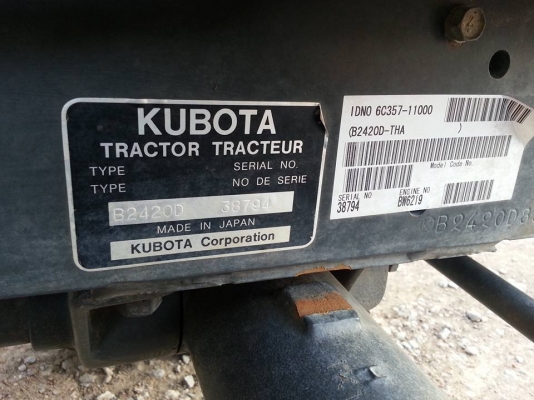 KUBOTA
TRACTOR TRACTEUR
TYPE SERIAL NO.
TYPE NO DE SERIE
B2420D 38794
MADE IN JAPAN
KUBOTA Corporation
IDNO 6C357-11000
(B2420D-THA )
Model Code No.
SERIAL NO
38794
ENGINE NO
BW6219
B2420D